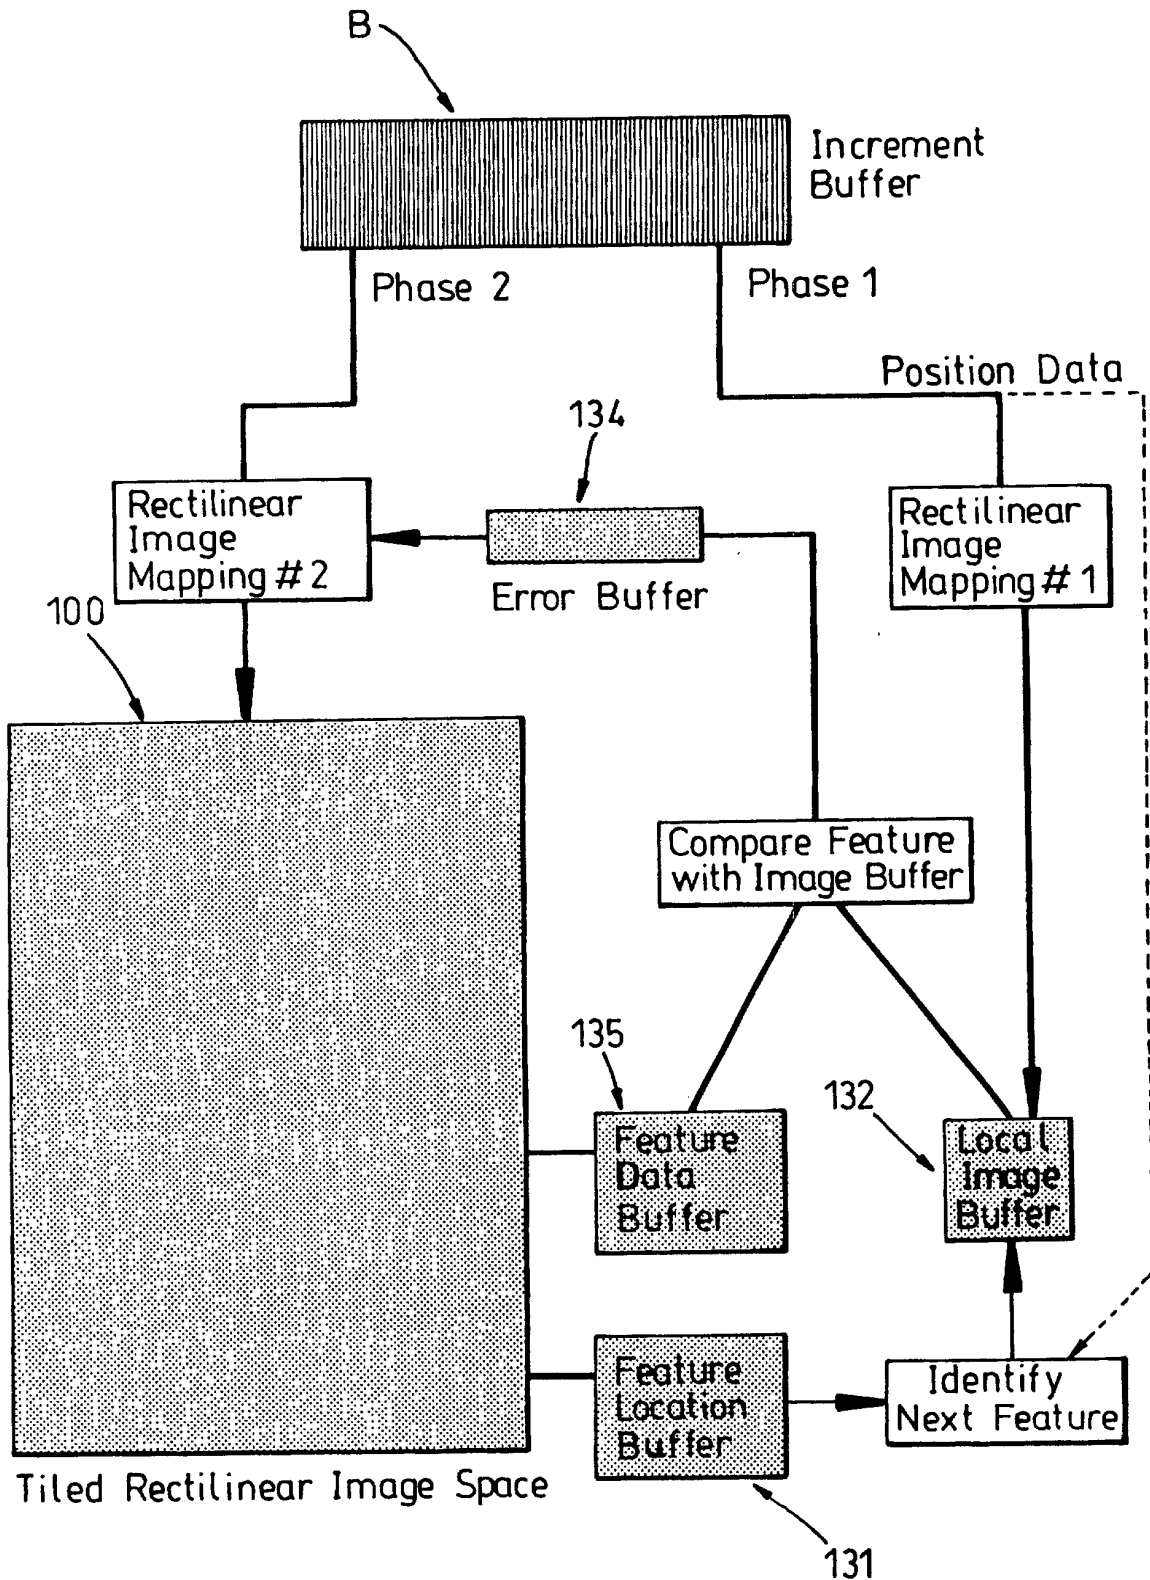 B
Increment
Buffer
Phase 2
Phase 1
Position Data
134
Rectilinear
Image
Mapping #2
Rectilinear
Image
Mapping #1
Error Buffer
100
Compare Feature
with Image Buffer
135
132
Feature
Data
Buffer
Local
Image
Buffer
Feature
Location
Buffer
Identify
Next Feature
Tiled Rectilinear Image Space
131